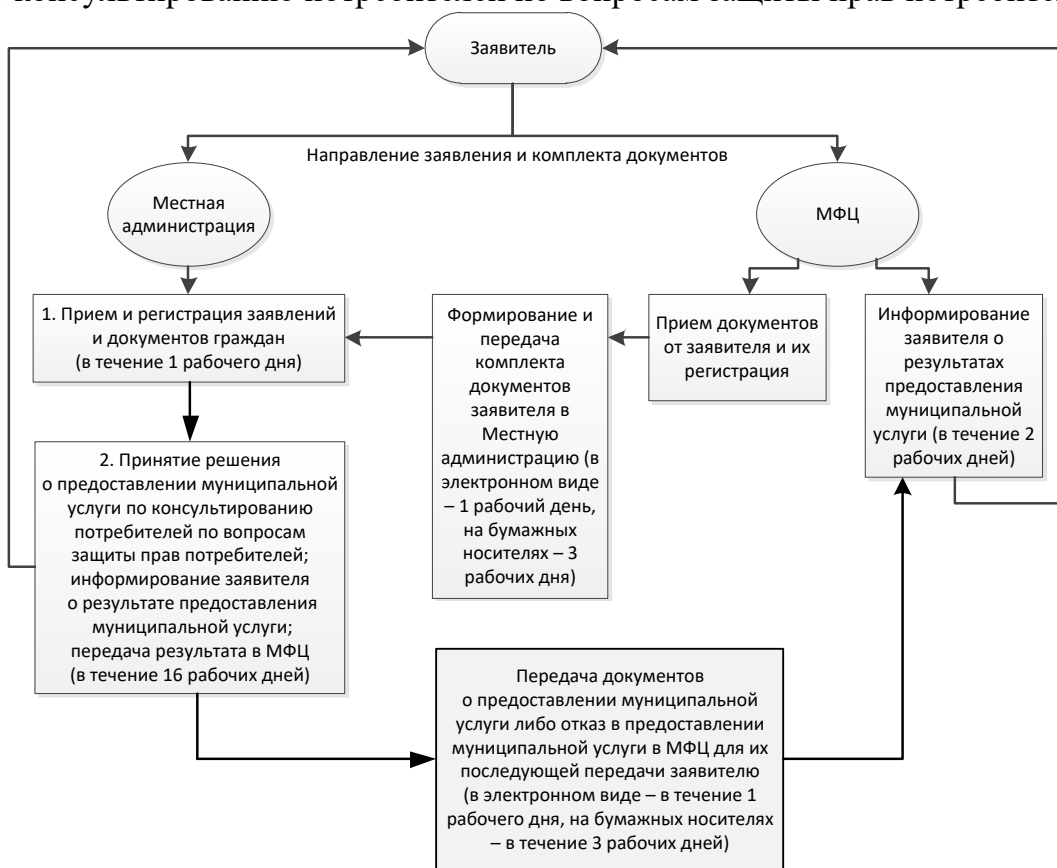 консультированию потребителей по вопросам защиты прав
Заявитель
Направление заявления и комплекта документов
Местная
администрация
МФЦ
1. Прием и регистрация заявлений
и документов граждан
(в течение 1 рабочего дня)
Формирование и
передача
комплекта
документов
заявителя в
Местную
администрацию (в
электронном виде
– 1 рабочий день,
на бумажных
носителях – 3
рабочих дня)
Прием документов
от заявителя и их
регистрация
Информирование
заявителя о
результатах
предоставления
муниципальной
услуги (в течение 2
рабочих дней)
2. Принятие решения
о предоставлении муниципальной
услуги по консультированию
потребителей по вопросам
защиты прав потребителей;
информирование заявителя
о результате предоставления
муниципальной услуги;
передача результата в МФЦ
(в течение 16 рабочих дней)
Передача документов
о предоставлении муниципальной
услуги либо отказ в предоставлении
муниципальной услуги в МФЦ для их
последующей передачи заявителю
(в электронном виде – в течение 1
рабочего дня, на бумажных носителях
– в течение 3 рабочих дней)